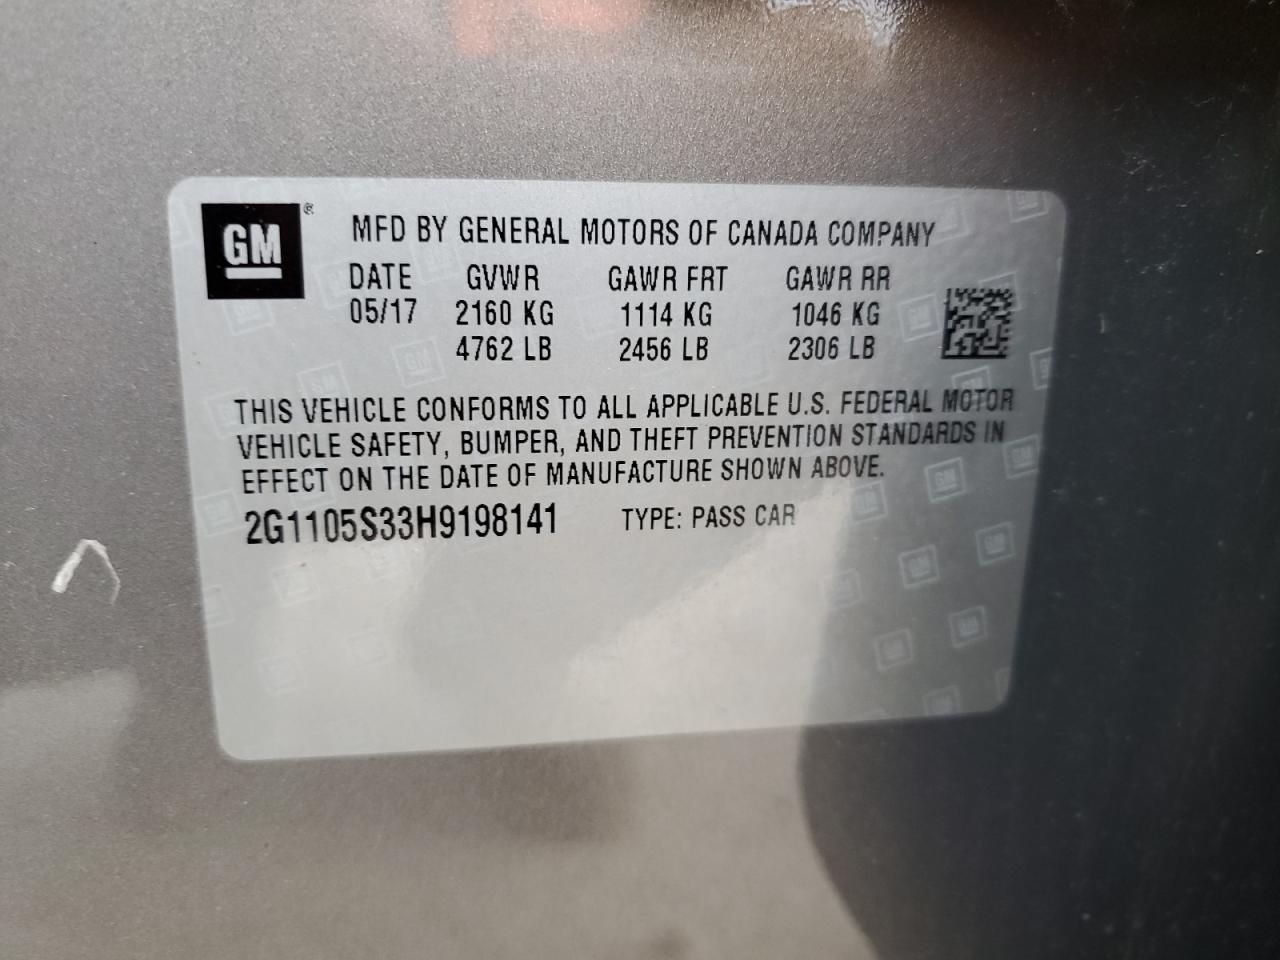 GM ®
MFD BY GENERAL MOTORS OF CANADA COMPANY
DATE GVWR GAWR FRT GAWR RR
05/17 2160 KG 1114 KG 1046 KG
4762 LB 2456 LB 2306 LB
THIS VEHICLE CONFORMS TO ALL APPLICABLE U.S. FEDERAL MOTOR
VEHICLE SAFETY, BUMPER, AND THEFT PREVENTION STANDARDS IN
EFFECT ON THE DATE OF MANUFACTURE SHOWN ABOVE.
2G1105S33H9198141 TYPE: PASS CAR